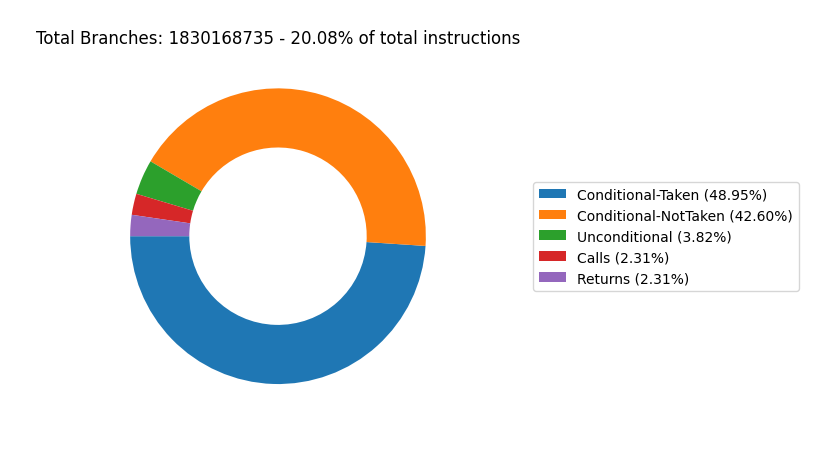 Total Branches: 1830168735 - 20.08% of total instructions
Conditional-Taken (48.95%)
Conditional-NotTaken (42.60%)
Unconditional (3.82%)
Calls (2.31%)
Returns (2.31%)